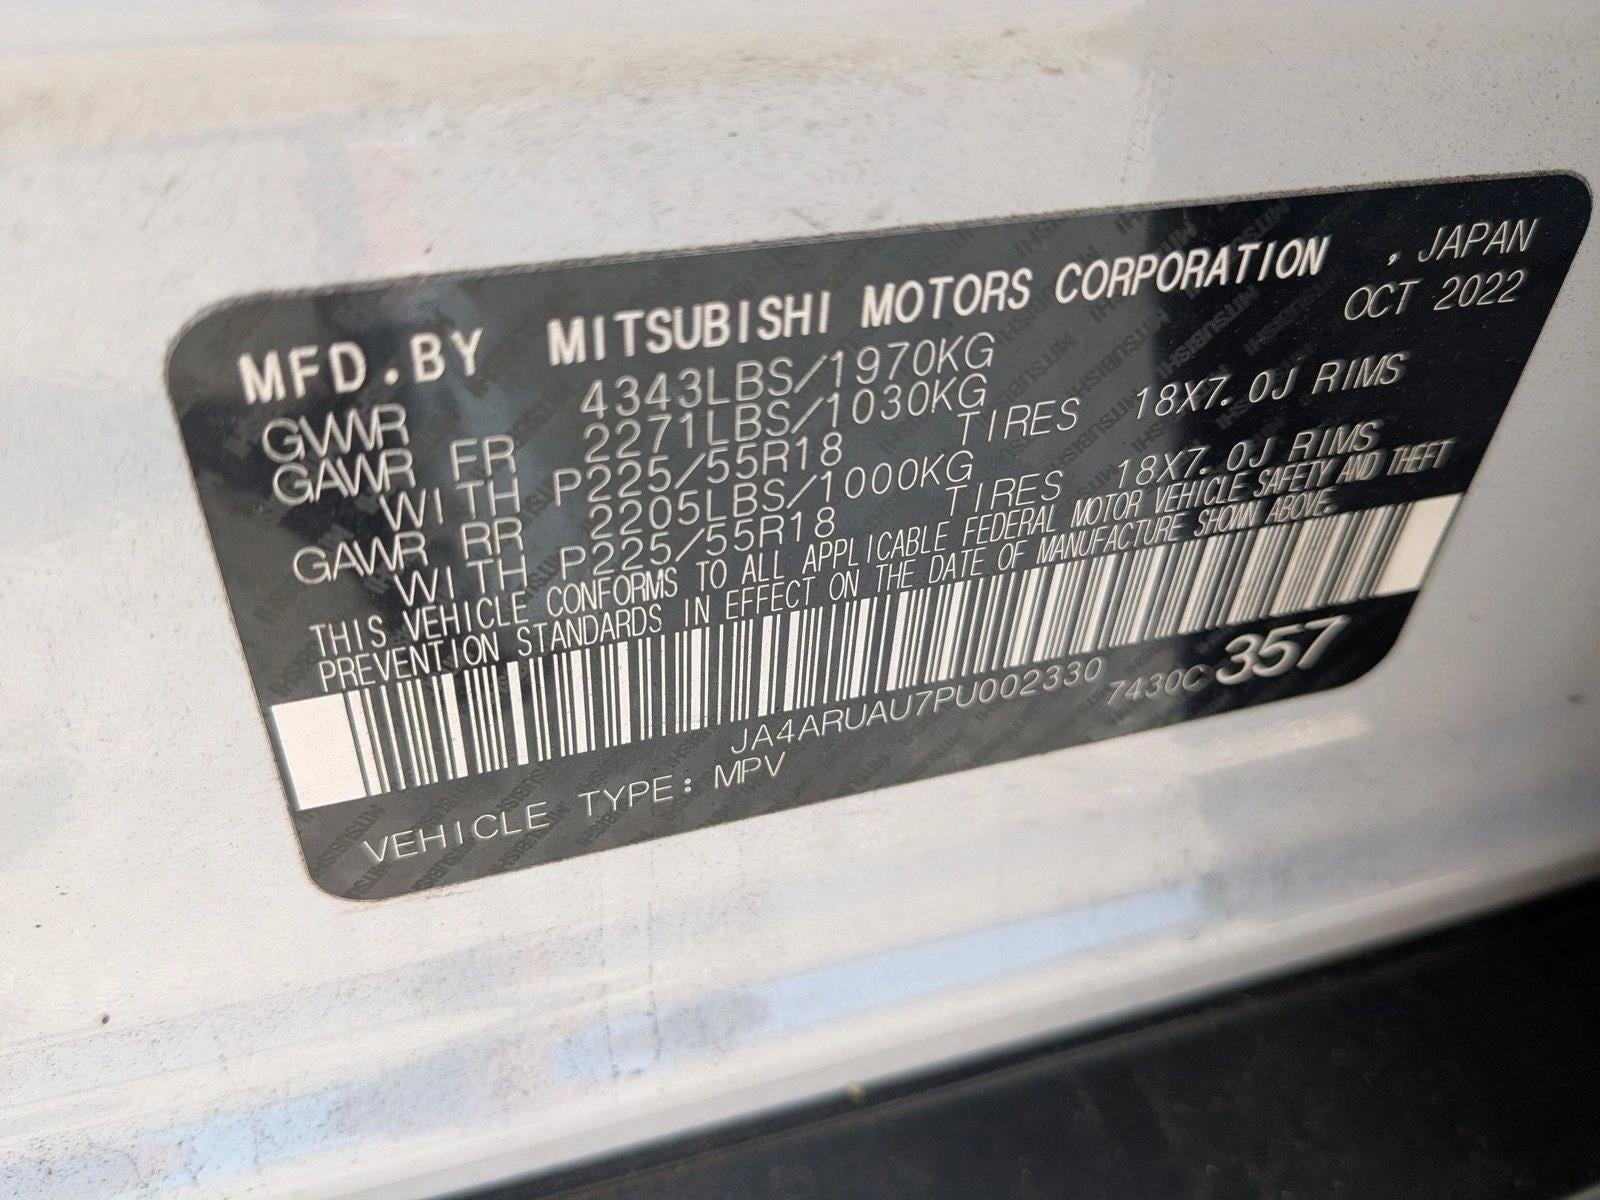 MFD.BY MITSUBISHI MOTORS CORPORATION , JAPAN
OCT 2022
GVWR 4343LBS/1970KG
GAWR FR 2271LBS/1030KG
WITH P225/55R18 TIRES 18X7.0J RIMS
GAWR RR 2205LBS/1000KG
WITH P225/55R18 TIRES 18X7.0J RIMS
THIS VEHICLE CONFORMS TO ALL APPLICABLE FEDERAL MOTOR VEHICLE SAFETY AND THEFT
PREVENTION STANDARDS IN EFFECT ON THE DATE OF MANUFACTURE SHOWN ABOVE.
JA4ARUAU7PU002330
7430C 357
VEHICLE TYPE: MPV